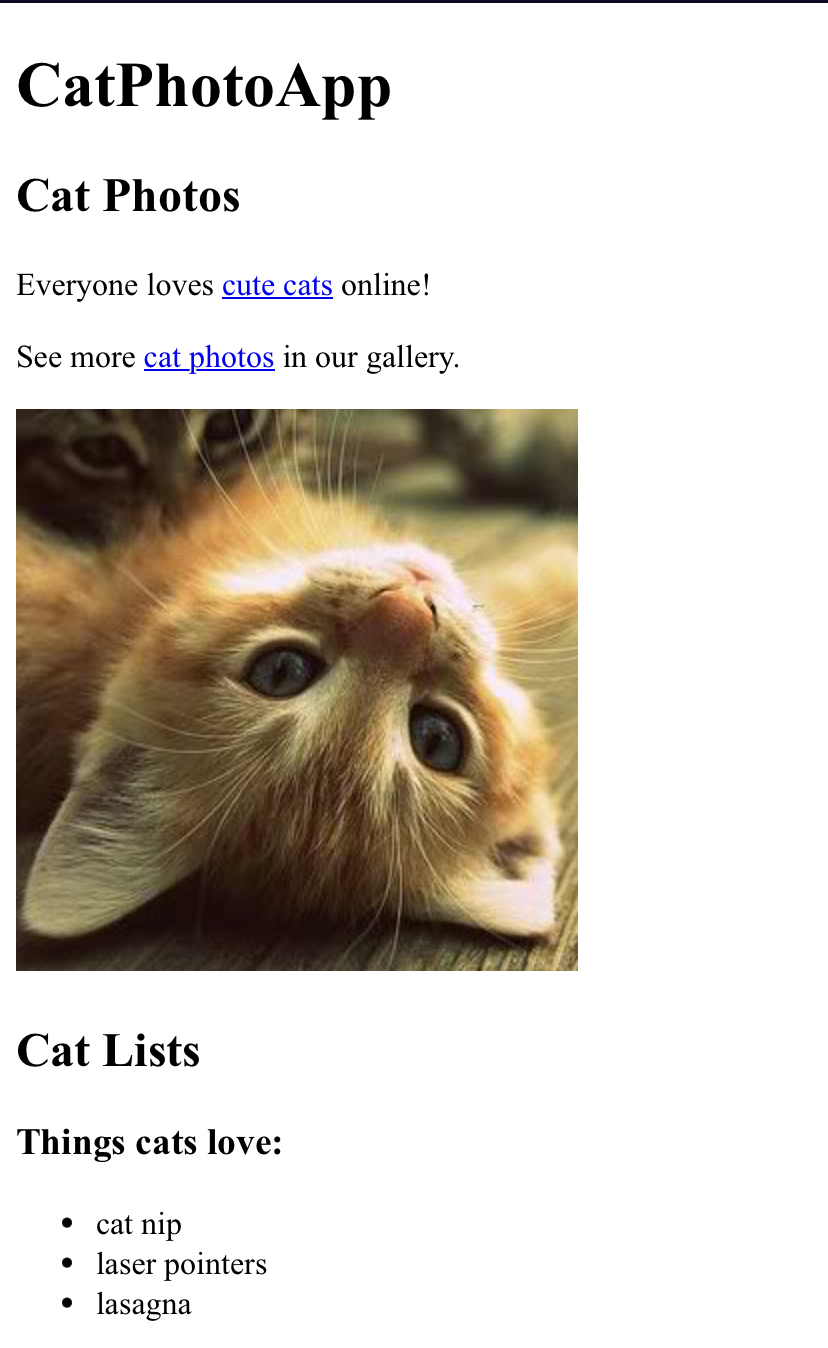 CatPhotoApp
Cat Photos
Everyone loves cute cats online!
See more cat photos in our gallery.
Cat Lists
Things cats love:
• cat nip
• laser pointers
• lasagna